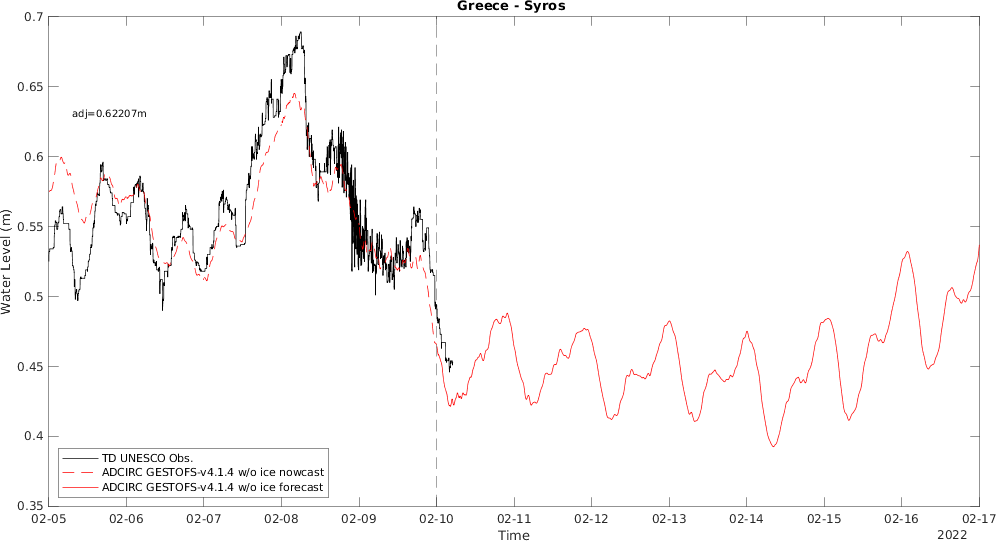 Greece - Syros
0.7
0.65
0.6
0.55
0.5
0.45
0.4
0.35
Water Level (m)
adj=0.62207m
TD UNESCO Obs.
ADCIRC GESTOFS-v4.1.4 w/o ice nowcast
ADCIRC GESTOFS-v4.1.4 w/o ice forecast
02-05 02-06 02-07 02-08 02-09 02-10 02-11 02-12 02-13 02-14 02-15 02-16 02-17
Time
2022